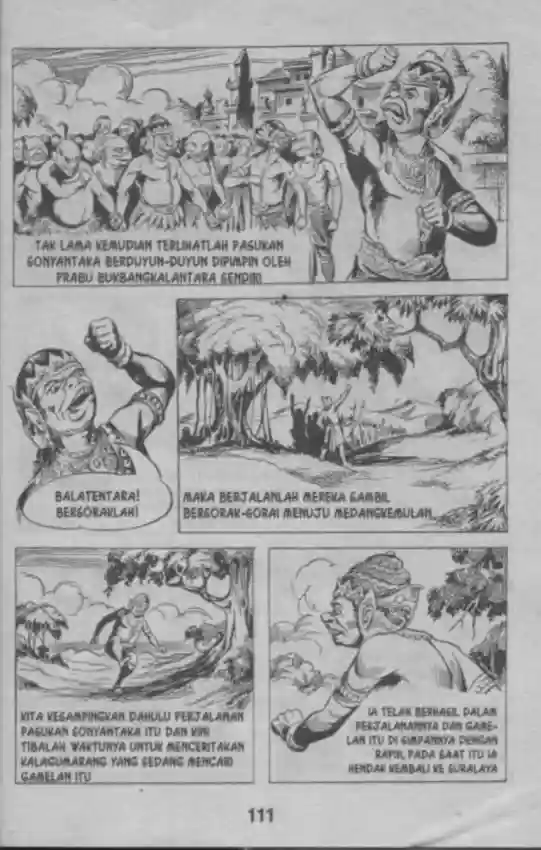 TAK LAMA KEMUDIAN TERLIHATLAH PASUKAN
GONYANTAKA BERDUYUN-DUYUN DIPIMPIN OLEH
PRABU BUKBANGKALANTARA SENDIRI
BALATENTARA!
BERSORAKLAH!
MAKA BERJALANLAH MEREKA SAMBIL
BERSORAK-SORAI MENUJU MEDANGKEMULAN
KITA KESAMPINGKAN DAHULU PERJALANAN
PASUKAN GONYANTAKA ITU DAN KINI
TIBALAH WAKTUNYA UNTUK MENCERITAKAN
KALAGUMARANG YANG SEDANG MENCARI
GAMELAN ITU
IA TELAH BERHASIL DALAM
PERJALANANNYA DAN GAME-
LAN ITU DI SIMPANNYA DENGAN
RAPIH, PADA SAAT ITU IA
HENDAK KEMBALI KE SURALAYA
111